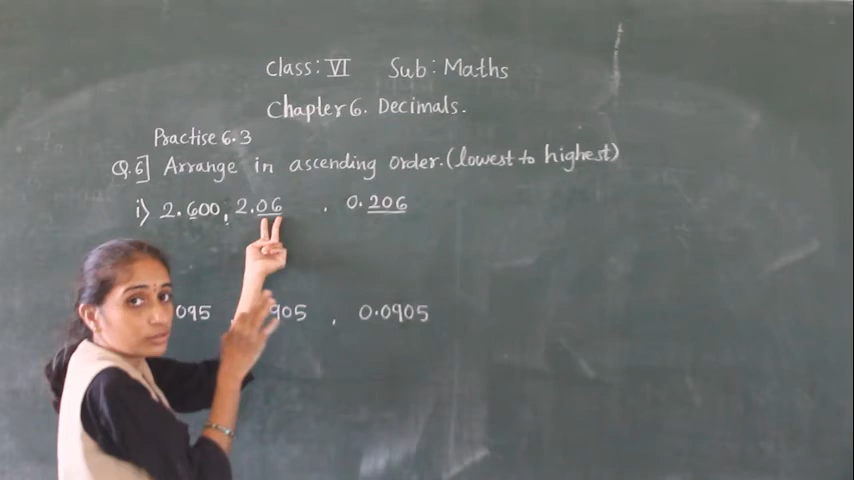 Class: VI Sub: Maths
Chapter 6. Decimals.
Practise 6.3
Q.6] Arrange in ascending order. (lowest to highest)
i) 2.600, 2.06 , 0.206
095 , 905 , 0.0905